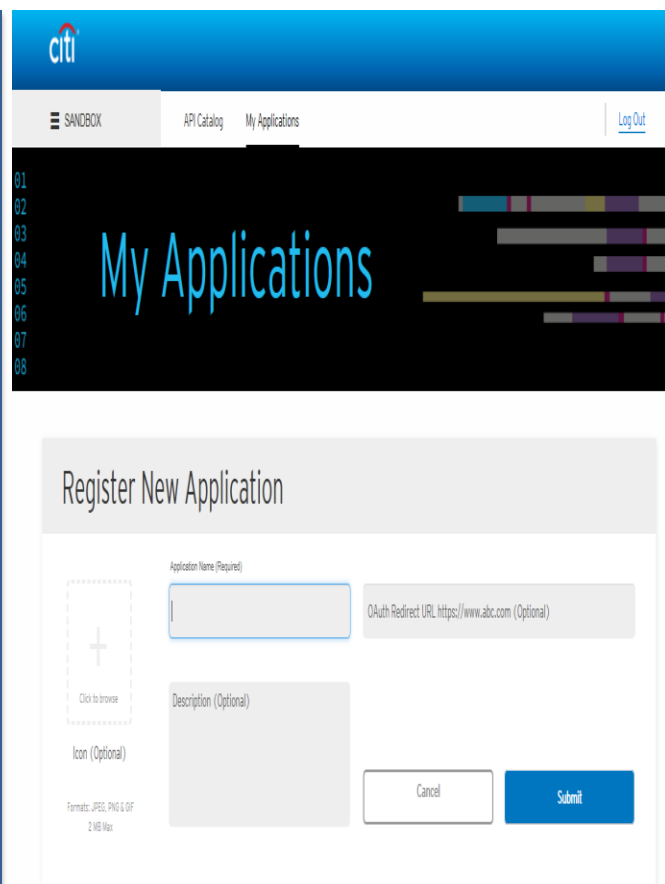 citi
SANDBOX API Catalog My Applications Log Out
01
02
03
04
05
06
07
08
My Applications
Register New Application
Application Name (Required)
OAuth Redirect URL https://www.abc.com (Optional)
Click to browse
Description (Optional)
Icon (Optional)
Formats: JPEG, PNG & GIF
2 MB Max
Cancel
Submit